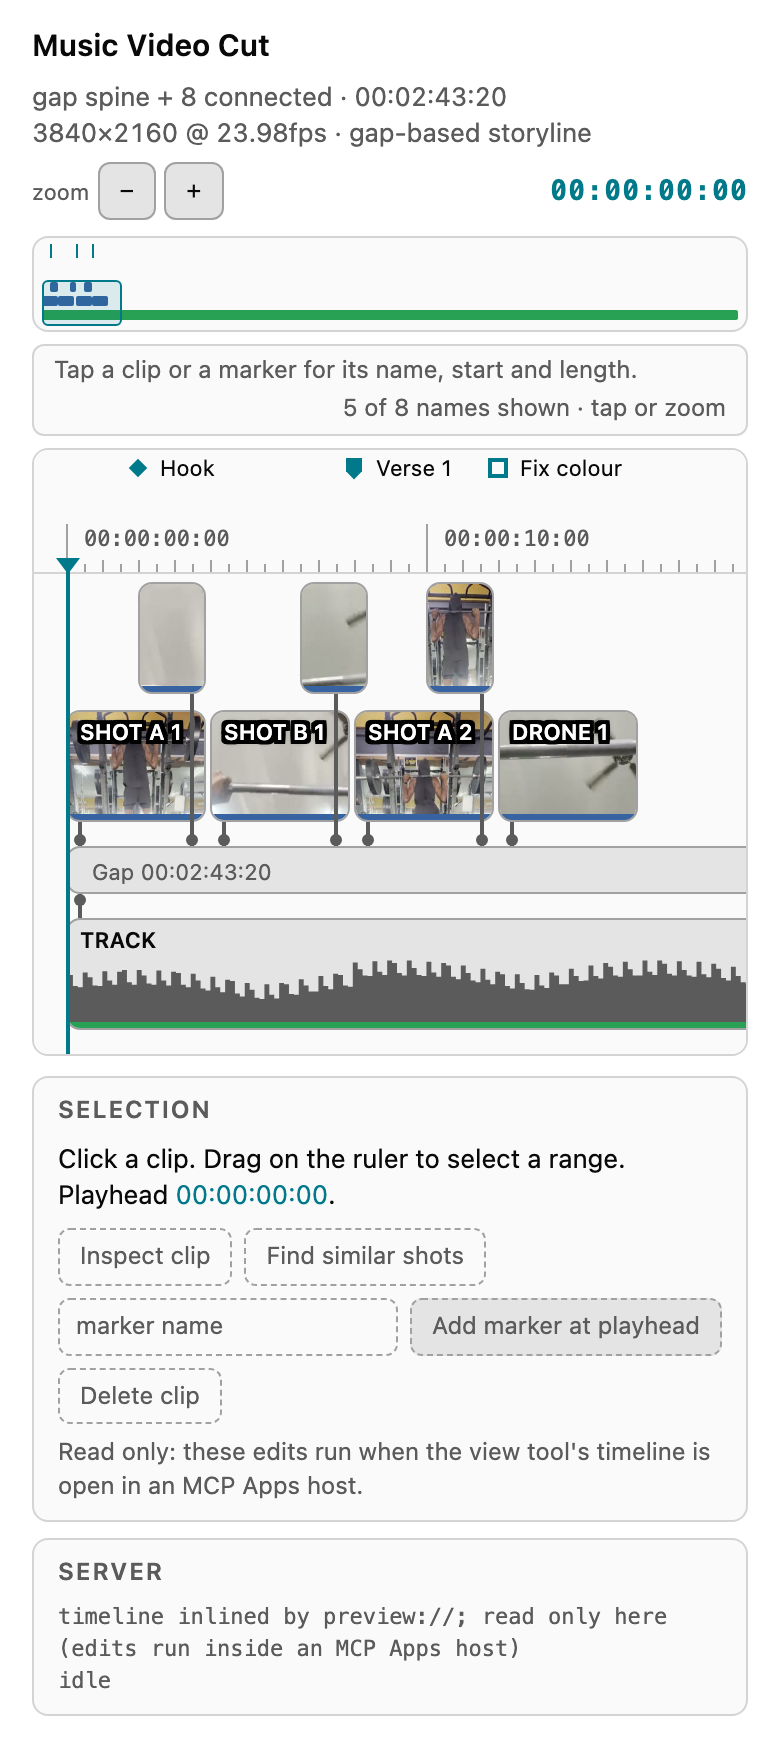 Music Video Cut
gap spine + 8 connected · 00:02:43:20
3840×2160 @ 23.98fps · gap-based storyline
zoom − + 00:00:00:00
Tap a clip or a marker for its name, start and length.
5 of 8 names shown · tap or zoom
Hook Verse 1 Fix colour
00:00:00:00 00:00:10:00
SHOT A 1 SHOT B 1 SHOT A 2 DRONE 1
Gap 00:02:43:20
TRACK
SELECTION
Click a clip. Drag on the ruler to select a range.
Playhead 00:00:00:00.
Inspect clip Find similar shots
marker name Add marker at playhead
Delete clip
Read only: these edits run when the view tool's timeline is
open in an MCP Apps host.
SERVER
timeline inlined by preview://; read only here
(edits run inside an MCP Apps host)
idle